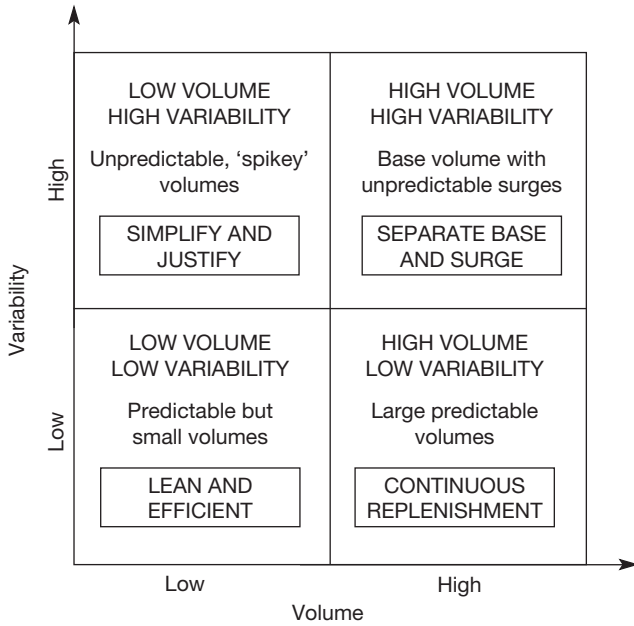 LOW VOLUME
HIGH VARIABILITY
Unpredictable, ‘spikey’
volumes
SIMPLIFY AND
JUSTIFY
HIGH VOLUME
HIGH VARIABILITY
Base volume with
unpredictable surges
SEPARATE BASE
AND SURGE
LOW VOLUME
LOW VARIABILITY
Predictable but
small volumes
LEAN AND
EFFICIENT
HIGH VOLUME
LOW VARIABILITY
Large predictable
volumes
CONTINUOUS
REPLENISHMENT
High
Variability
Low
Low
High
Volume